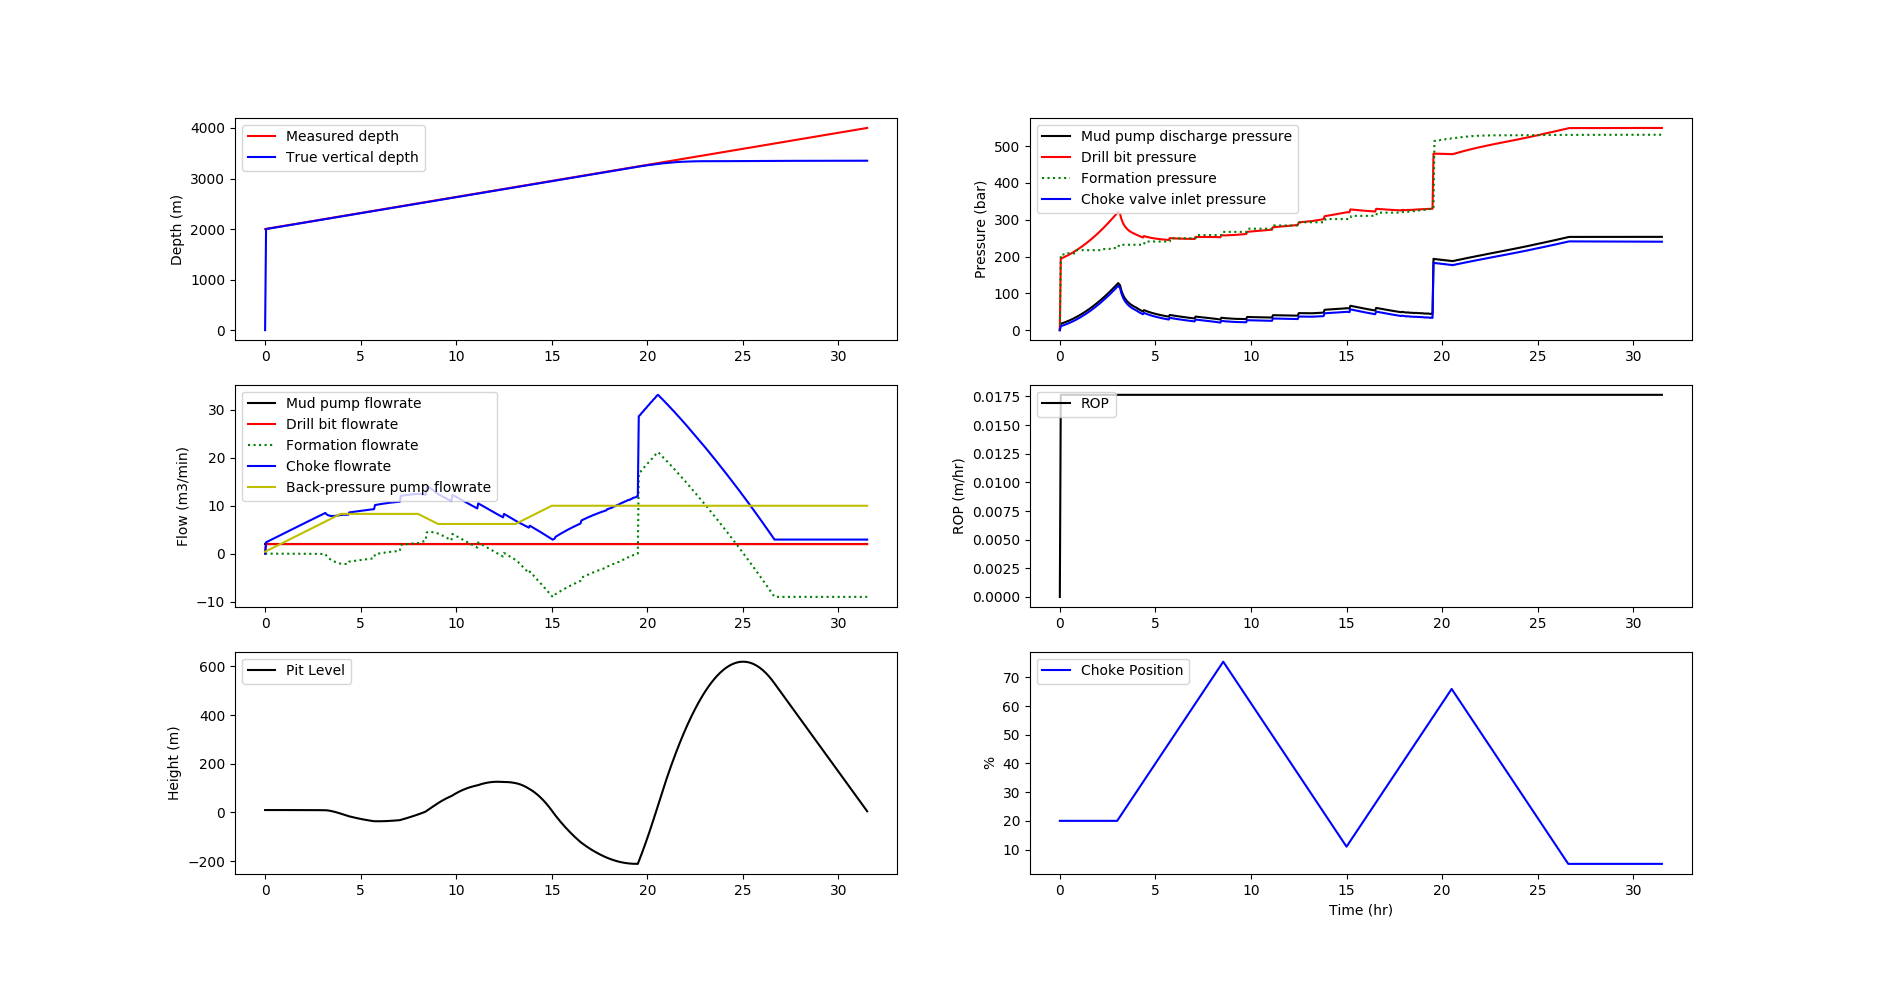 Depth (m)
4000
3000
2000
1000
0
Measured depth
True vertical depth
0 5 10 15 20 25 30
Pressure (bar)
500
400
300
200
100
0
Mud pump discharge pressure
Drill bit pressure
Formation pressure
Choke valve inlet pressure
0 5 10 15 20 25 30
Flow (m3/min)
30
20
10
0
−10
Mud pump flowrate
Drill bit flowrate
Formation flowrate
Choke flowrate
Back-pressure pump flowrate
0 5 10 15 20 25 30
ROP (m/hr)
0.0175
0.0150
0.0125
0.0100
0.0075
0.0050
0.0025
0.0000
ROP
0 5 10 15 20 25 30
Height (m)
600
400
200
0
−200
Pit Level
0 5 10 15 20 25 30
%
70
60
50
40
30
20
10
Choke Position
0 5 10 15 20 25 30
Time (hr)